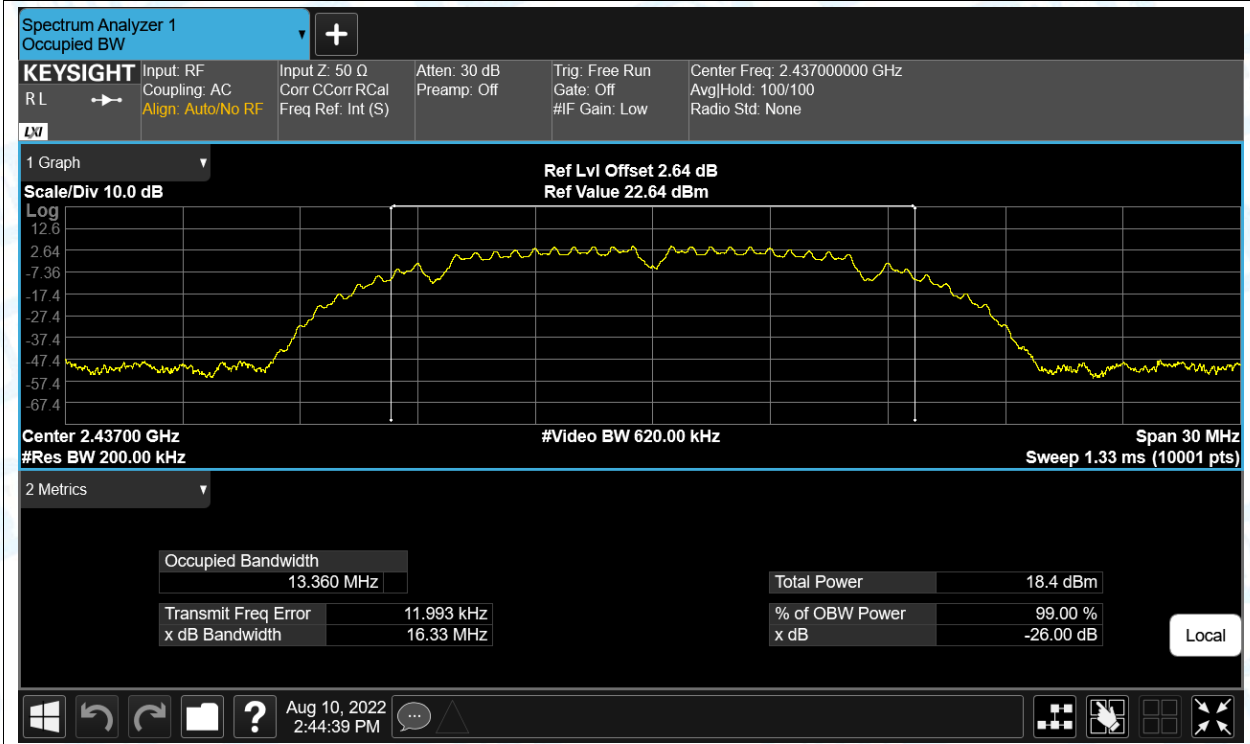 Spectrum Analyzer 1
Occupied BW
KEYSIGHT
R L
LXI
Input: RF
Coupling: AC
Align: Auto/No RF
Input Z: 50 Ω
Corr CCorr RCal
Freq Ref: Int (S)
Atten: 30 dB
Preamp: Off
Trig: Free Run
Gate: Off
#IF Gain: Low
Center Freq: 2.437000000 GHz
Avg|Hold: 100/100
Radio Std: None
1 Graph
Scale/Div 10.0 dB
Ref Lvl Offset 2.64 dB
Ref Value 22.64 dBm
Log
12.6
2.64
-7.36
-17.4
-27.4
-37.4
-47.4
-57.4
-67.4
Center 2.43700 GHz
#Video BW 620.00 kHz
Span 30 MHz
#Res BW 200.00 kHz
Sweep 1.33 ms (10001 pts)
2 Metrics
Occupied Bandwidth
13.360 MHz
Transmit Freq Error 11.993 kHz
x dB Bandwidth 16.33 MHz
Total Power 18.4 dBm
% of OBW Power 99.00 %
x dB -26.00 dB
Local
?
Aug 10, 2022
2:44:39 PM